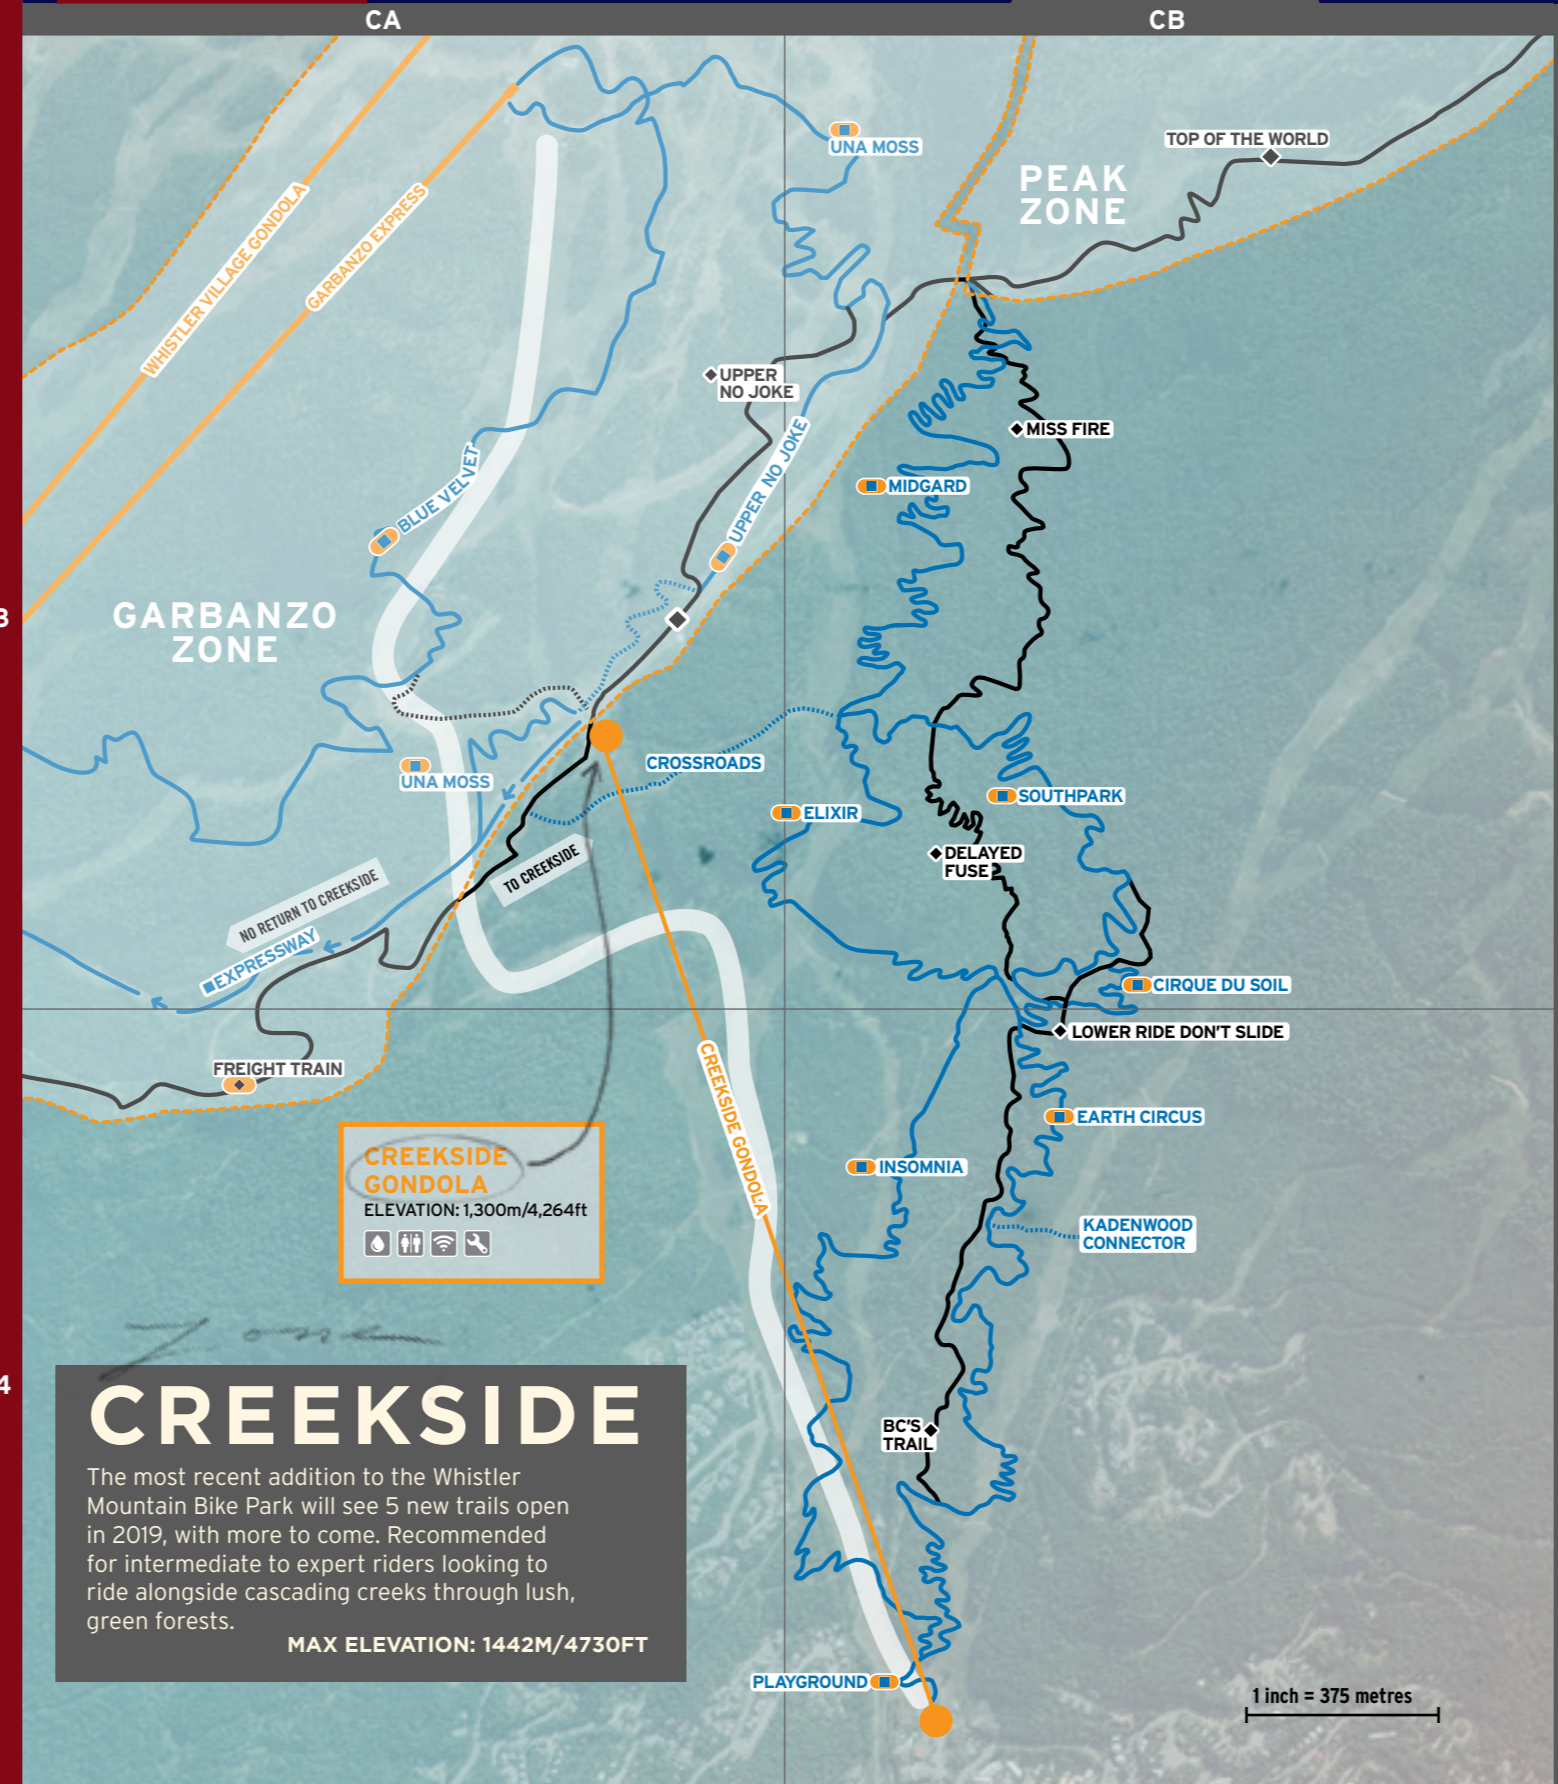 CA
CB
UNA MOSS
TOP OF THE WORLD
PEAK
ZONE
WHISTLER VILLAGE GONDOLA
GARBANZO EXPRESS
UPPER
NO JOKE
MISS FIRE
UPPER NO JOKE
BLUE VELVET
MIDGARD
3
GARBANZO
ZONE
CROSSROADS
UNA MOSS
ELIXIR
SOUTHPARK
DELAYED
FUSE
TO CREEKSIDE
NO RETURN TO CREEKSIDE
EXPRESSWAY
CIRQUE DU SOIL
LOWER RIDE DON'T SLIDE
FREIGHT TRAIN
CREEKSIDE GONDOLA
EARTH CIRCUS
CREEKSIDE
GONDOLA
ELEVATION: 1,300m/4,264ft
INSOMNIA
KADENWOOD
CONNECTOR
Zone
4
BC'S
TRAIL
CREEKSIDE
The most recent addition to the Whistler
Mountain Bike Park will see 5 new trails open
in 2019, with more to come. Recommended
for intermediate to expert riders looking to
ride alongside cascading creeks through lush,
green forests.
MAX ELEVATION: 1442M/4730FT
PLAYGROUND
1 inch = 375 metres